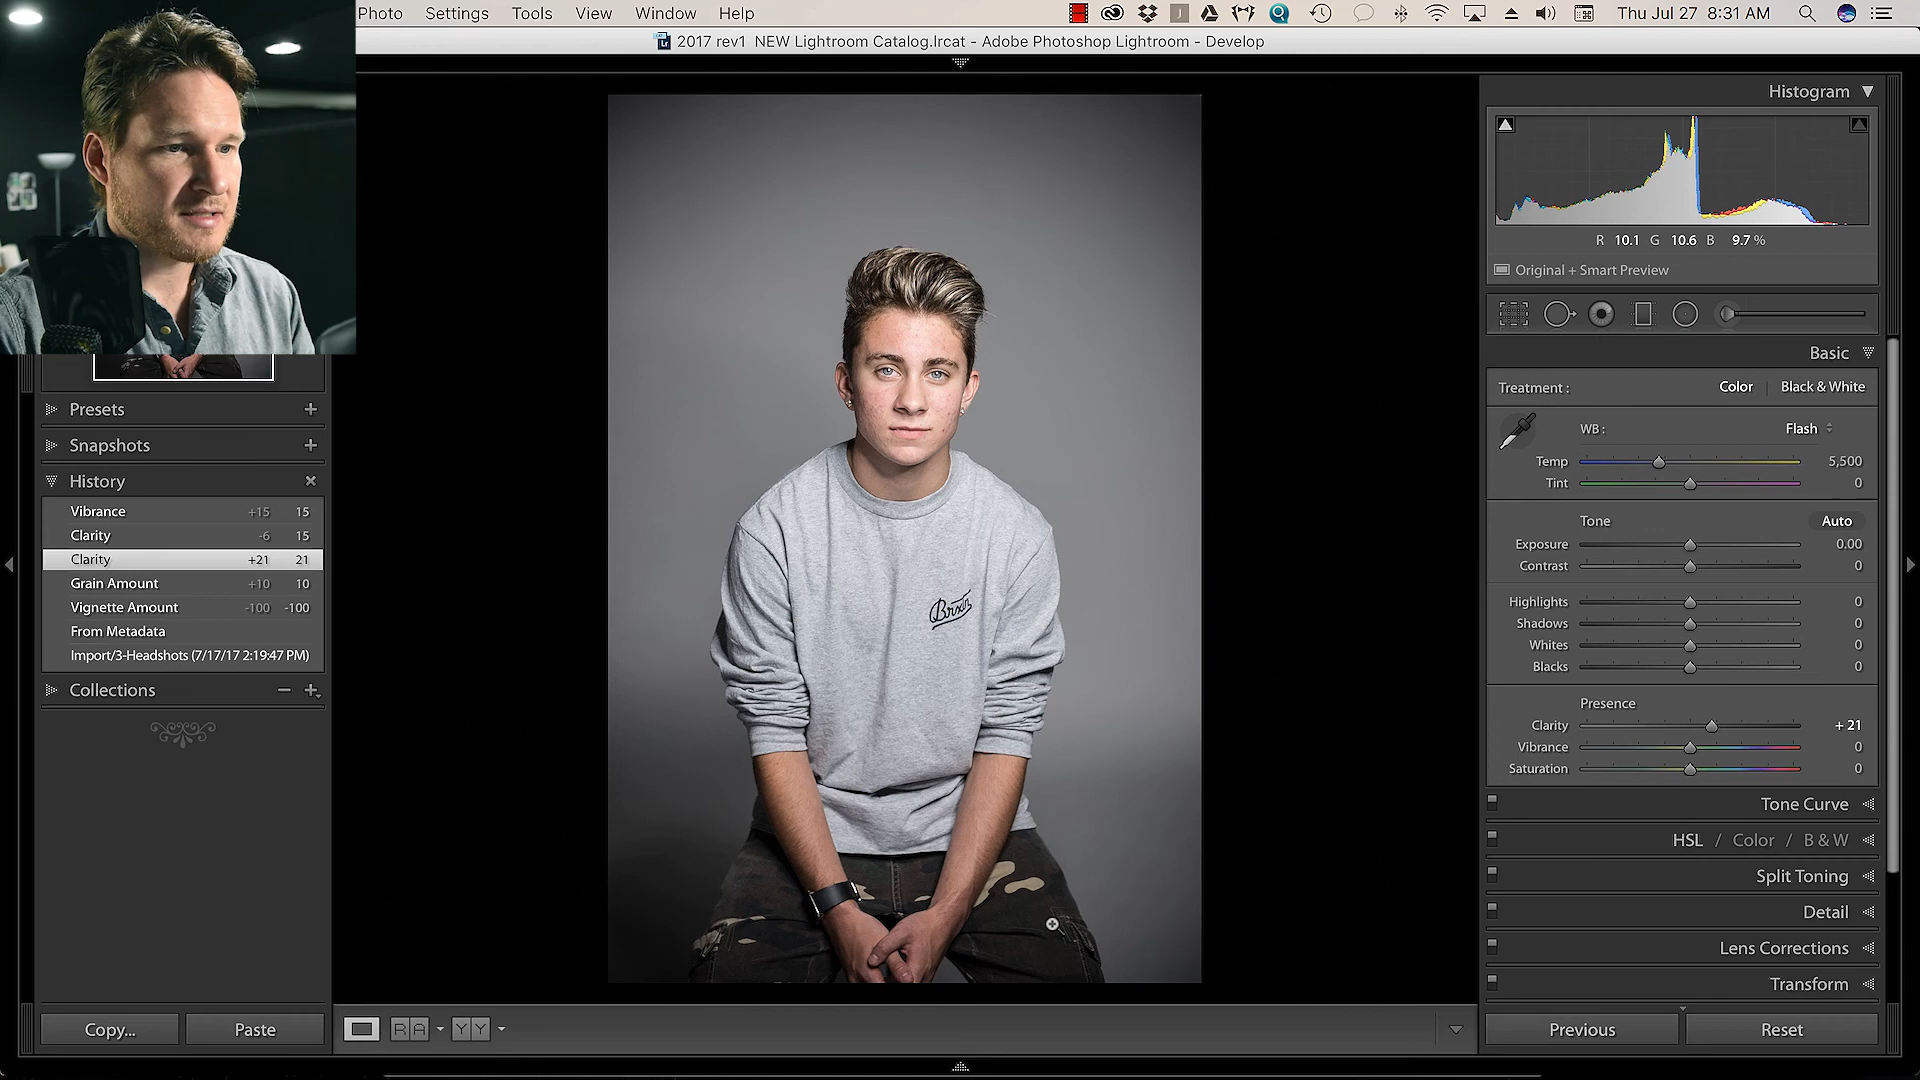 Photo Settings Tools View Window Help Thu Jul 27 8:31 AM
Lr 2017 rev1 NEW Lightroom Catalog.lrcat - Adobe Photoshop Lightroom - Develop
Histogram
R 10.1 G 10.6 B 9.7 %
Original + Smart Preview
Basic
Treatment : Color | Black & White
WB : Flash
Temp 5,500
Tint 0
Tone Auto
Exposure 0.00
Contrast 0
Highlights 0
Shadows 0
Whites 0
Blacks 0
Presence
Clarity + 21
Vibrance 0
Saturation 0
Tone Curve
HSL / Color / B & W
Split Toning
Detail
Lens Corrections
Transform
Previous Reset
Presets +
Snapshots +
History ×
Vibrance +15 15
Clarity -6 15
Clarity +21 21
Grain Amount +10 10
Vignette Amount -100 -100
From Metadata
Import/3-Headshots (7/17/17 2:19:47 PM)
Collections − +
Copy... Paste
R A Y Y
Brixton